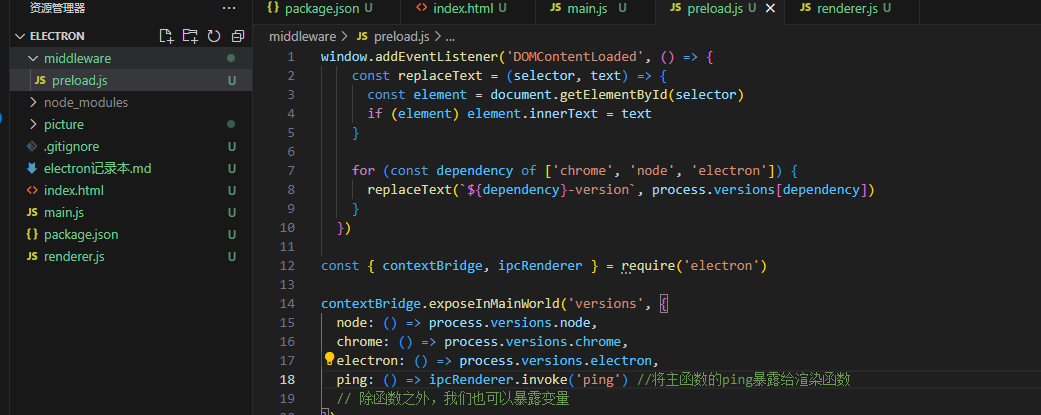 资源管理器 ...
package.json U
index.html U
main.js U
preload.js U
renderer.js U
ELECTRON
middleware
JS preload.js U
node_modules
picture
.gitignore U
electron记录本.md U
index.html U
JS main.js U
package.json U
JS renderer.js U
middleware > JS preload.js > ...
1 window.addEventListener('DOMContentLoaded', () => {
2 const replaceText = (selector, text) => {
3 const element = document.getElementById(selector)
4 if (element) element.innerText = text
5 }
6
7 for (const dependency of ['chrome', 'node', 'electron']) {
8 replaceText(`${dependency}-version`, process.versions[dependency])
9 }
10 })
11
12 const { contextBridge, ipcRenderer } = require('electron')
13
14 contextBridge.exposeInMainWorld('versions', {
15 node: () => process.versions.node,
16 chrome: () => process.versions.chrome,
17 electron: () => process.versions.electron,
18 ping: () => ipcRenderer.invoke('ping') //将主函数的ping暴露给渲染函数
19 // 除函数之外，我们也可以暴露变量